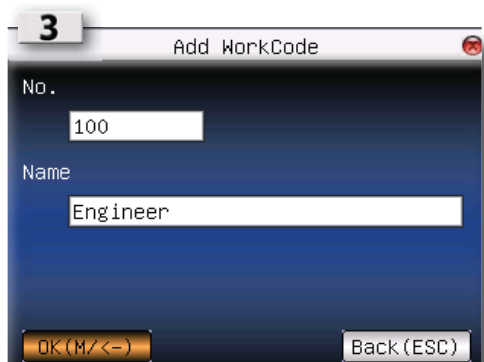 3
Add WorkCode
No.
100
Name
Engineer
OK(M/<-) Back(ESC)